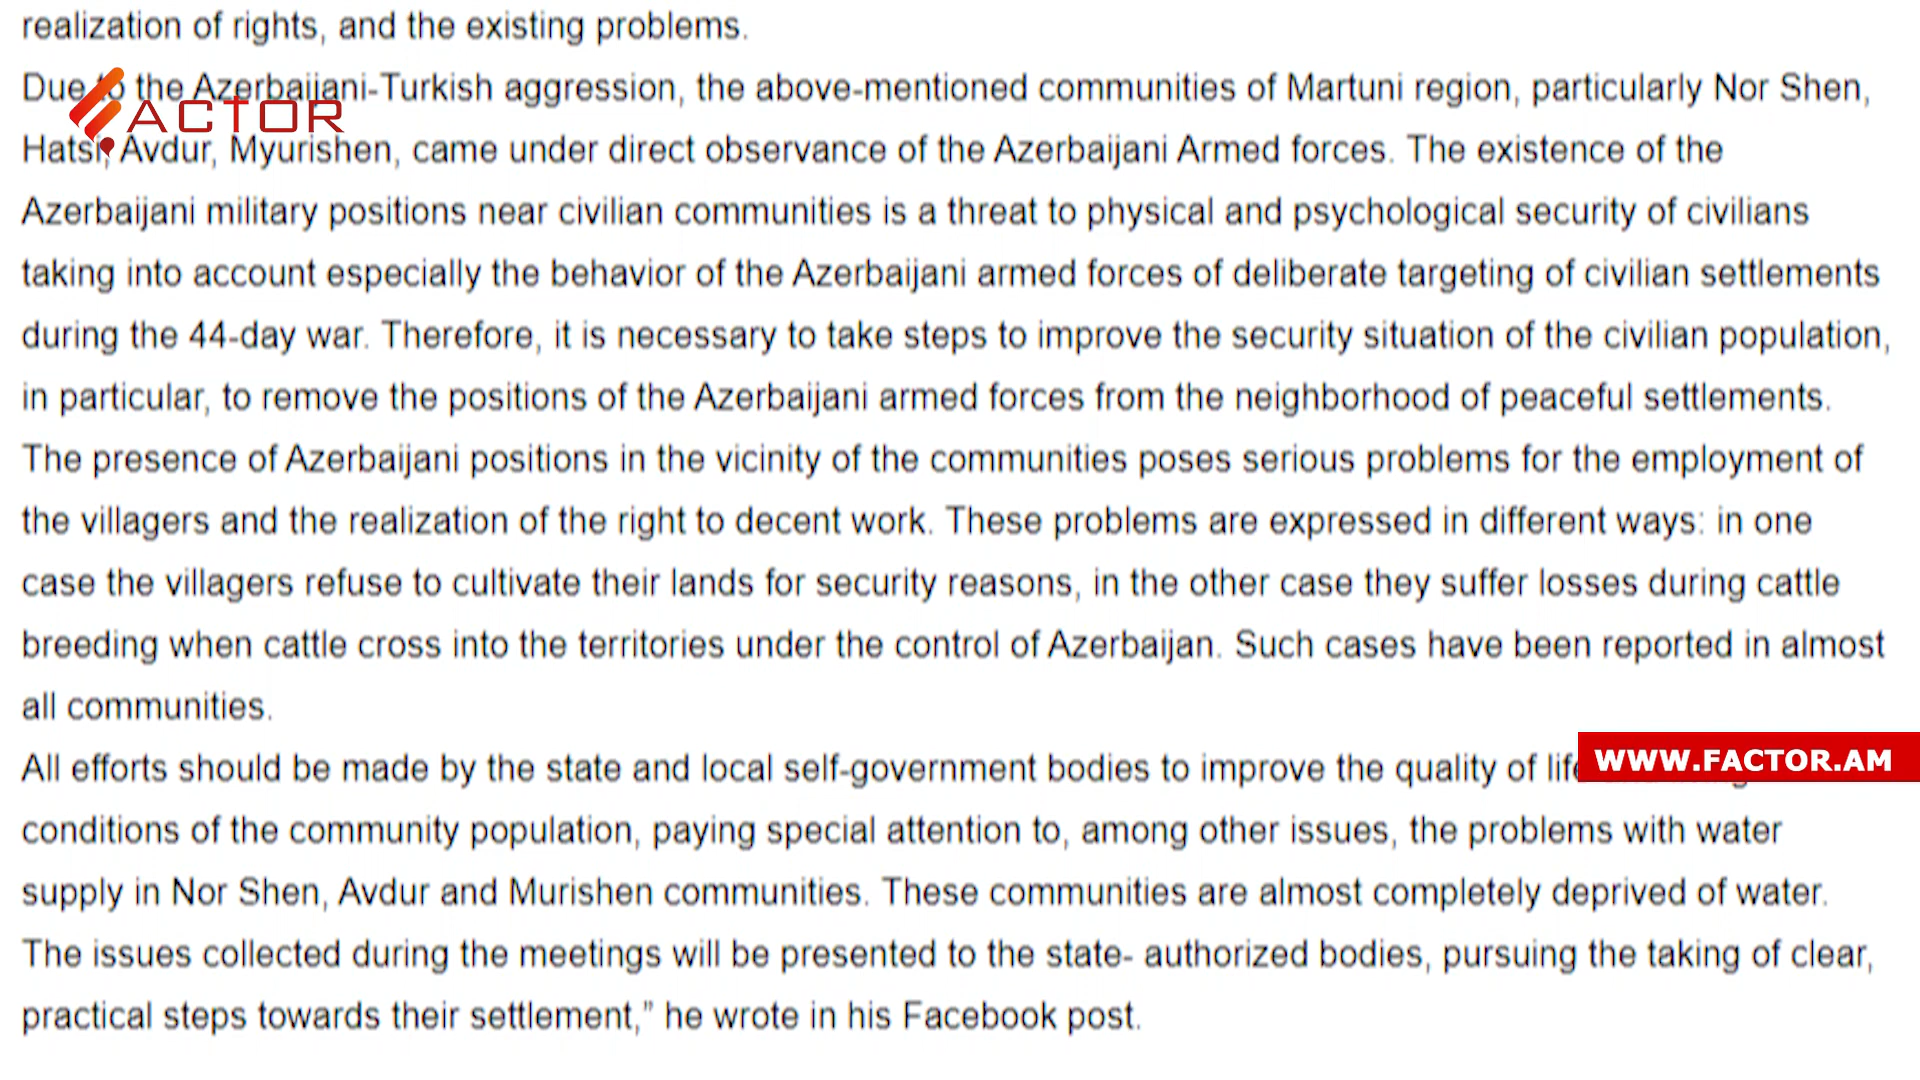 realization of rights, and the existing problems.
Due to the Azerbaijani-Turkish aggression, the above-mentioned communities of Martuni region, particularly Nor Shen,
FACTOR
Hatsi, Avdur, Myurishen, came under direct observance of the Azerbaijani Armed forces. The existence of the
Azerbaijani military positions near civilian communities is a threat to physical and psychological security of civilians
taking into account especially the behavior of the Azerbaijani armed forces of deliberate targeting of civilian settlements
during the 44-day war. Therefore, it is necessary to take steps to improve the security situation of the civilian population,
in particular, to remove the positions of the Azerbaijani armed forces from the neighborhood of peaceful settlements.
The presence of Azerbaijani positions in the vicinity of the communities poses serious problems for the employment of
the villagers and the realization of the right to decent work. These problems are expressed in different ways: in one
case the villagers refuse to cultivate their lands for security reasons, in the other case they suffer losses during cattle
breeding when cattle cross into the territories under the control of Azerbaijan. Such cases have been reported in almost
all communities.
All efforts should be made by the state and local self-government bodies to improve the quality of life
WWW.FACTOR.AM
conditions of the community population, paying special attention to, among other issues, the problems with water
supply in Nor Shen, Avdur and Murishen communities. These communities are almost completely deprived of water.
The issues collected during the meetings will be presented to the state- authorized bodies, pursuing the taking of clear,
practical steps towards their settlement,” he wrote in his Facebook post.